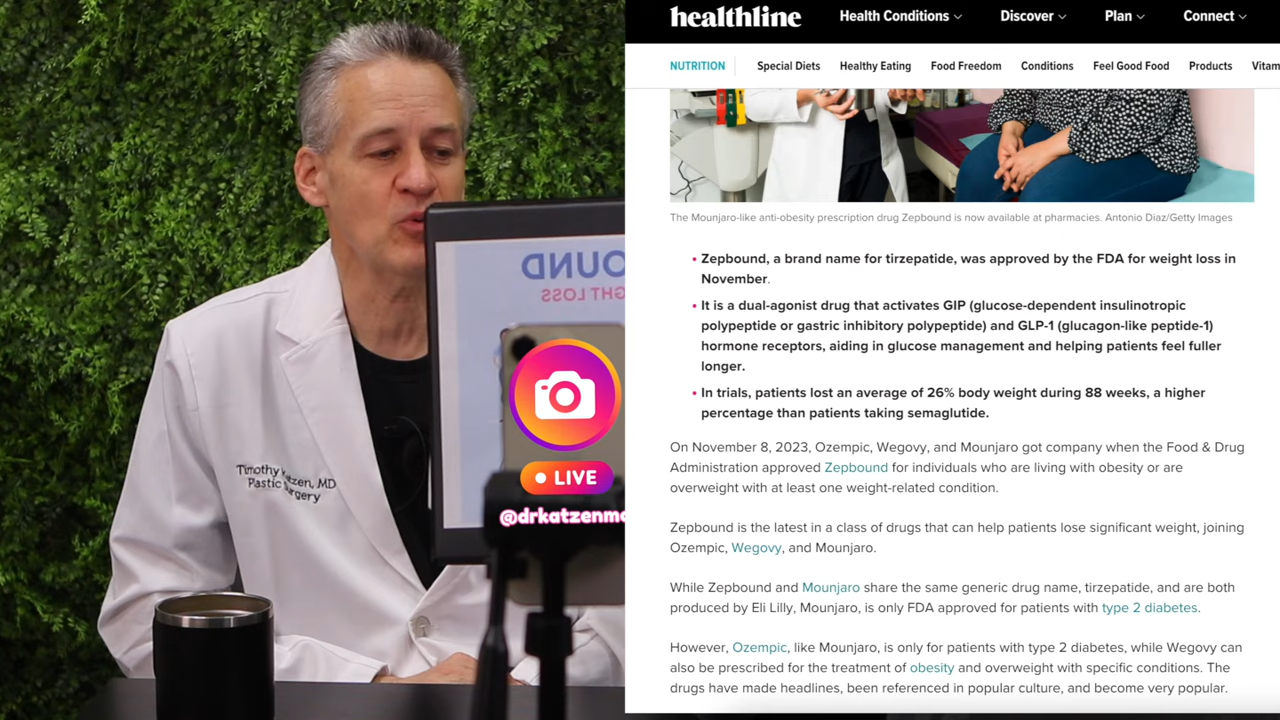 healthline
Health Conditions
Discover
Plan
Connect
NUTRITION
Special Diets
Healthy Eating
Food Freedom
Conditions
Feel Good Food
Products
Vitam
The Mounjaro-like anti-obesity prescription drug Zepbound is now available at pharmacies. Antonio Diaz/Getty Images
• Zepbound, a brand name for tirzepatide, was approved by the FDA for weight loss in
November.
• It is a dual-agonist drug that activates GIP (glucose-dependent insulinotropic
polypeptide or gastric inhibitory polypeptide) and GLP-1 (glucagon-like peptide-1)
hormone receptors, aiding in glucose management and helping patients feel fuller
longer.
• In trials, patients lost an average of 26% body weight during 88 weeks, a higher
percentage than patients taking semaglutide.
On November 8, 2023, Ozempic, Wegovy, and Mounjaro got company when the Food & Drug
Administration approved Zepbound for individuals who are living with obesity or are
overweight with at least one weight-related condition.
Zepbound is the latest in a class of drugs that can help patients lose significant weight, joining
Ozempic, Wegovy, and Mounjaro.
While Zepbound and Mounjaro share the same generic drug name, tirzepatide, and are both
produced by Eli Lilly, Mounjaro, is only FDA approved for patients with type 2 diabetes.
However, Ozempic, like Mounjaro, is only for patients with type 2 diabetes, while Wegovy can
also be prescribed for the treatment of obesity and overweight with specific conditions. The
drugs have made headlines, been referenced in popular culture, and become very popular.
OUND
GHT LOSS
LIVE
@drkatzenm
Timothy MD
Plastic